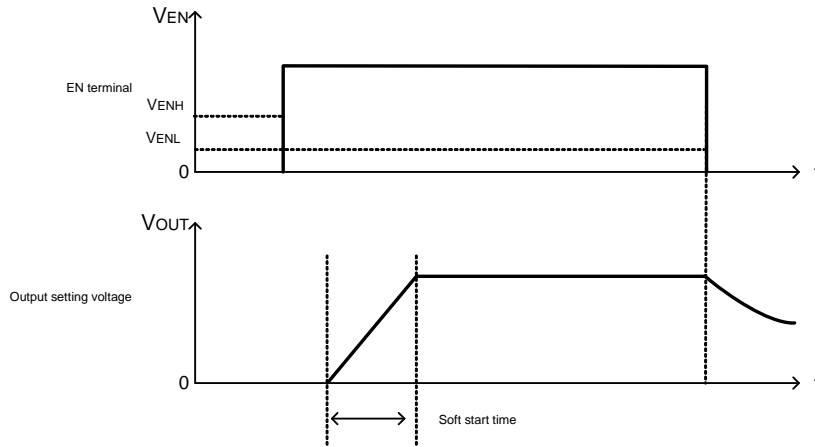 VEN
EN terminal
VENH
VENL
0
t
VOUT
Output setting voltage
0
t
Soft start time